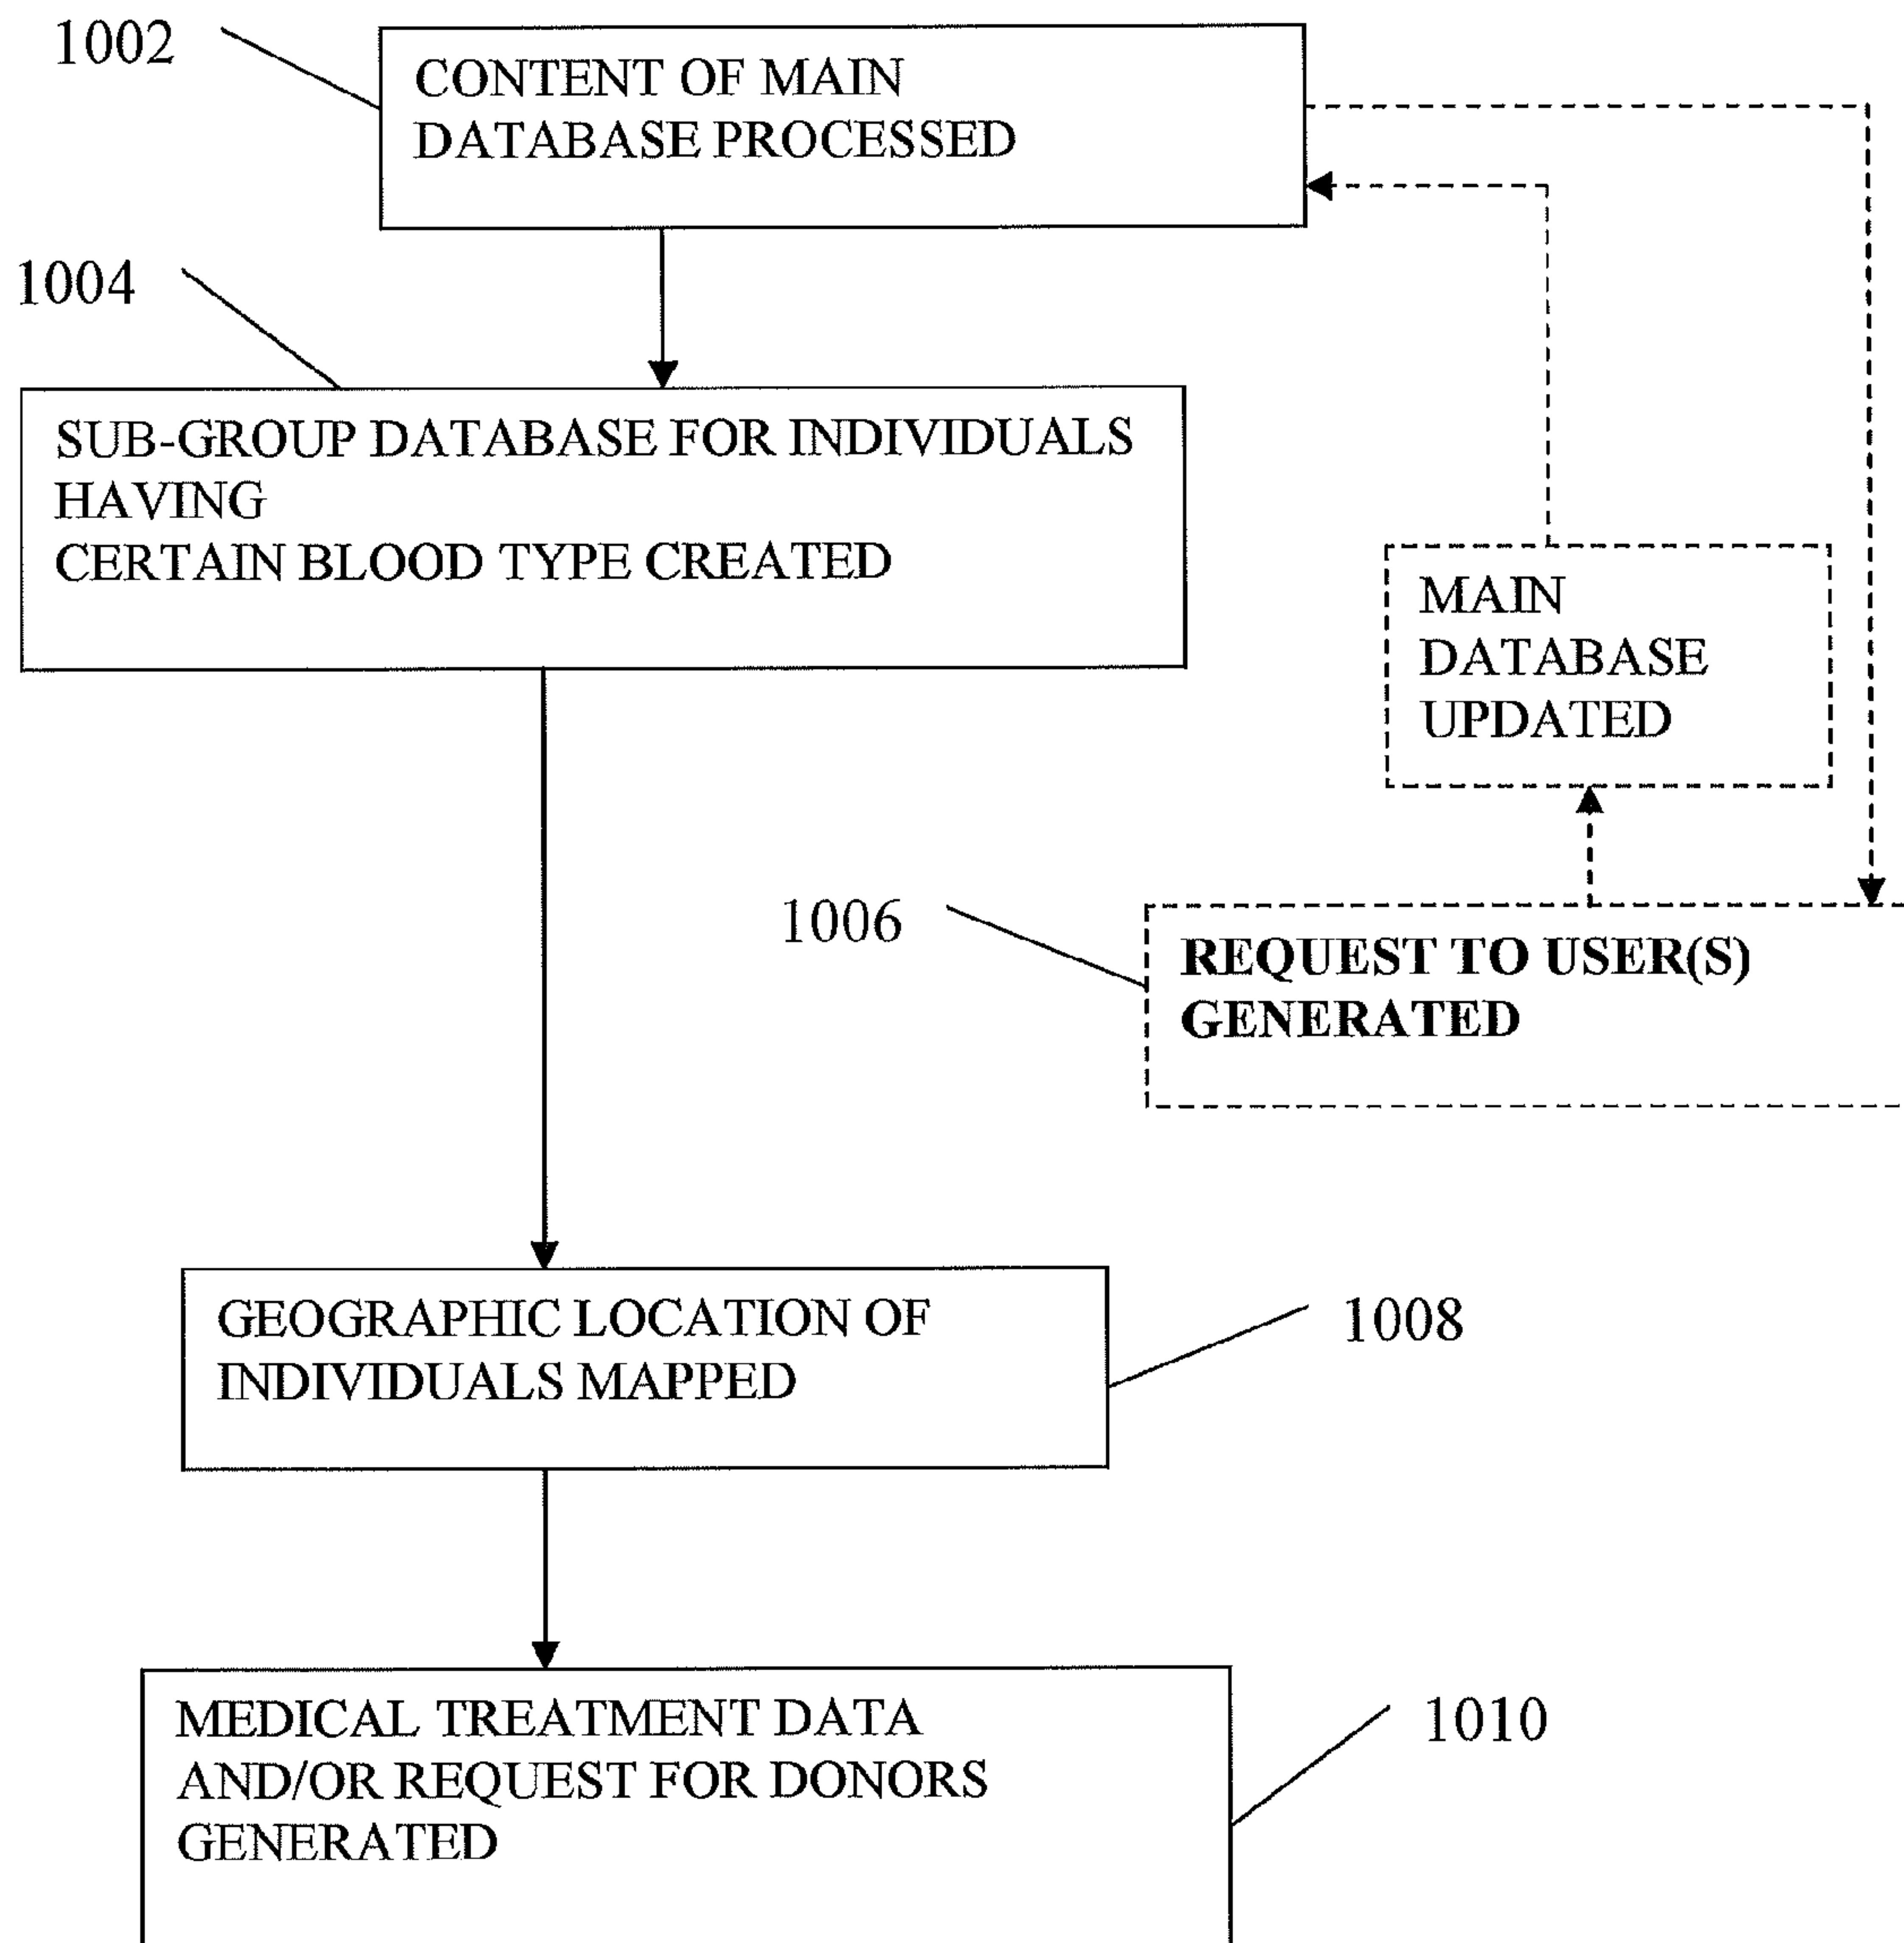 1002
CONTENT OF MAIN
DATABASE PROCESSED
1004
SUB-GROUP DATABASE FOR INDIVIDUALS
HAVING
CERTAIN BLOOD TYPE CREATED
MAIN
DATABASE
UPDATED
1006
REQUEST TO USER(S)
GENERATED
GEOGRAPHIC LOCATION OF
INDIVIDUALS MAPPED
1008
MEDICAL TREATMENT DATA
AND/OR REQUEST FOR DONORS
GENERATED
1010